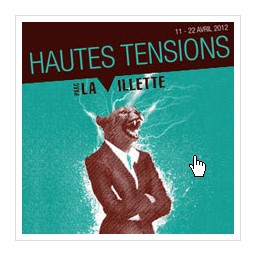 11 - 22 AVRIL 2012
HAUTES TENSIONS
PARC LA VILLETTE